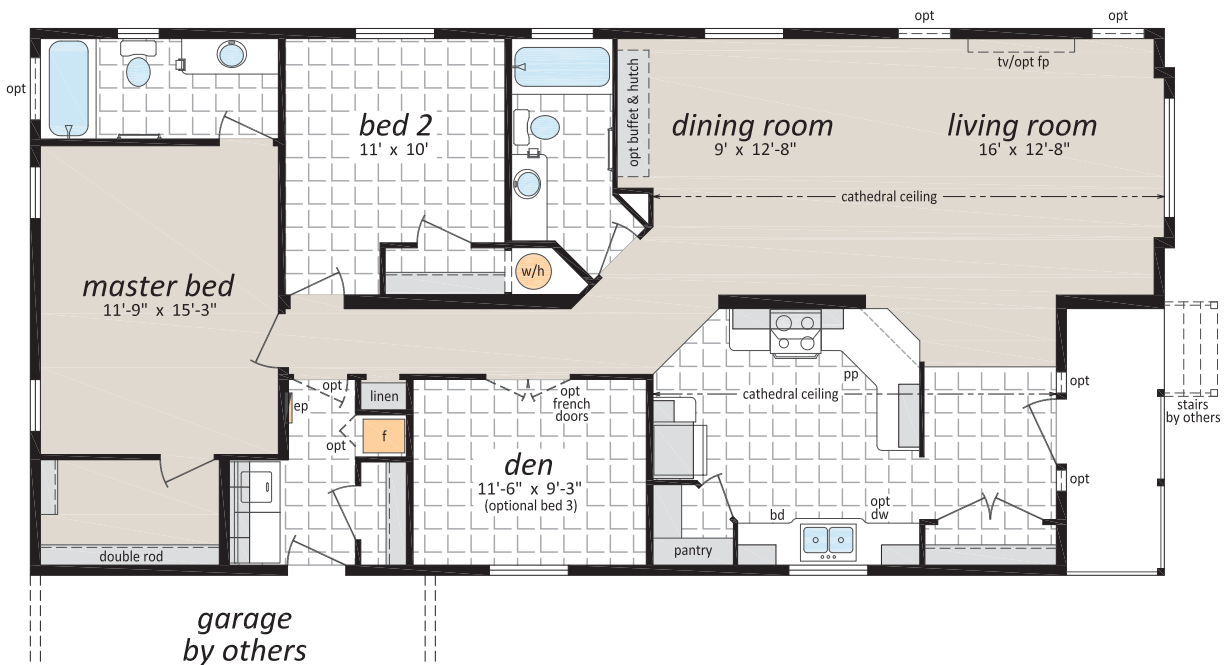 opt
opt
tv/opt fp
opt
opt buffet & hutch
bed 2
11' x 10'
dining room
9' x 12'-8"
living room
16' x 12'-8"
cathedral ceiling
w/h
master bed
11'-9" x 15'-3"
opt
ep
linen
opt
french
doors
pp
cathedral ceiling
opt
stairs
by others
opt
f
den
11'-6" x 9'-3"
(optional bed 3)
opt
bd
opt
dw
pantry
double rod
garage
by others